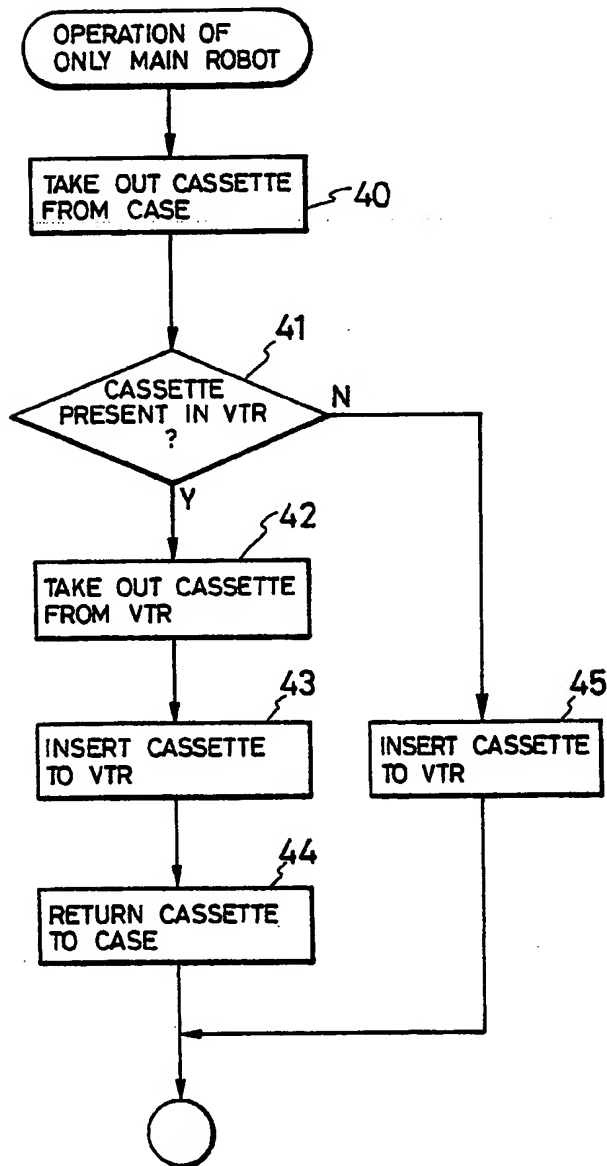 OPERATION OF
ONLY MAIN ROBOT
TAKE OUT CASSETTE
FROM CASE
40
41
CASSETTE
PRESENT IN VTR
?
N
Y
42
TAKE OUT CASSETTE
FROM VTR
43
INSERT CASSETTE
TO VTR
45
INSERT CASSETTE
TO VTR
44
RETURN CASSETTE
TO CASE